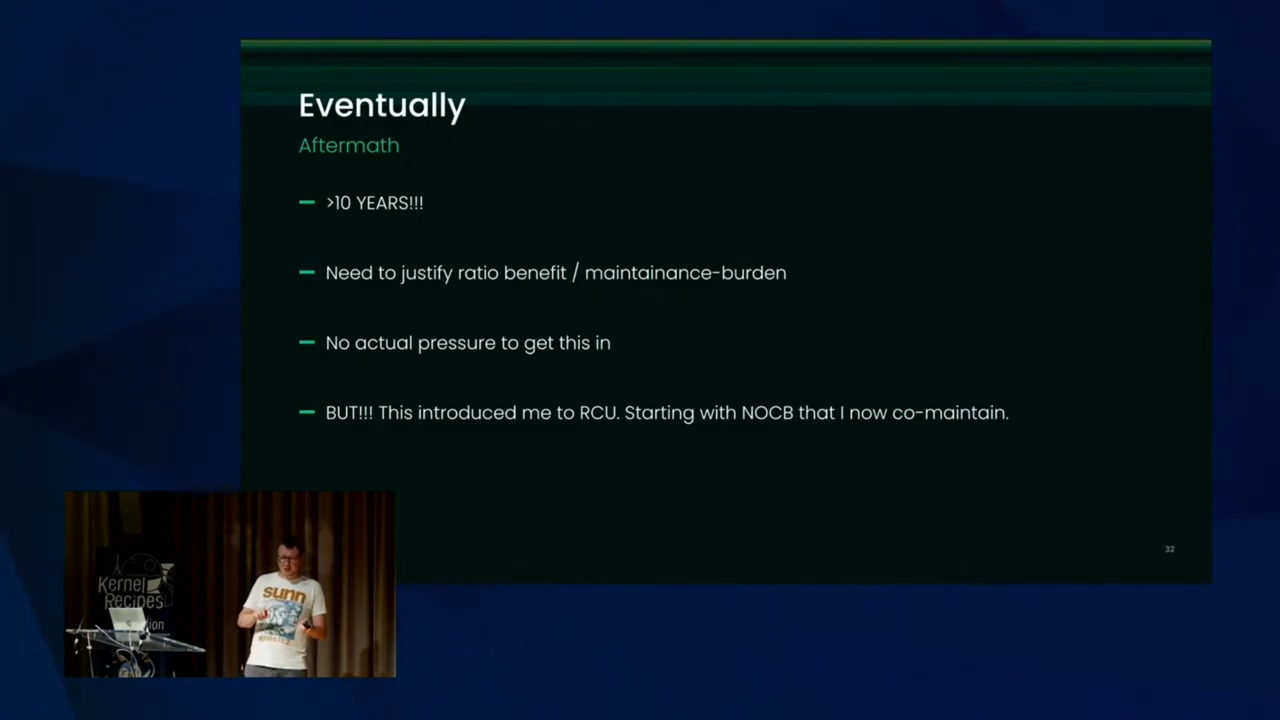 Eventually
Aftermath
>10 YEARS!!!
Need to justify ratio benefit / maintainance-burden
No actual pressure to get this in
BUT!!! This introduced me to RCU. Starting with NOCB that I now co-maintain.
32
Kernel
Recipes
sunn